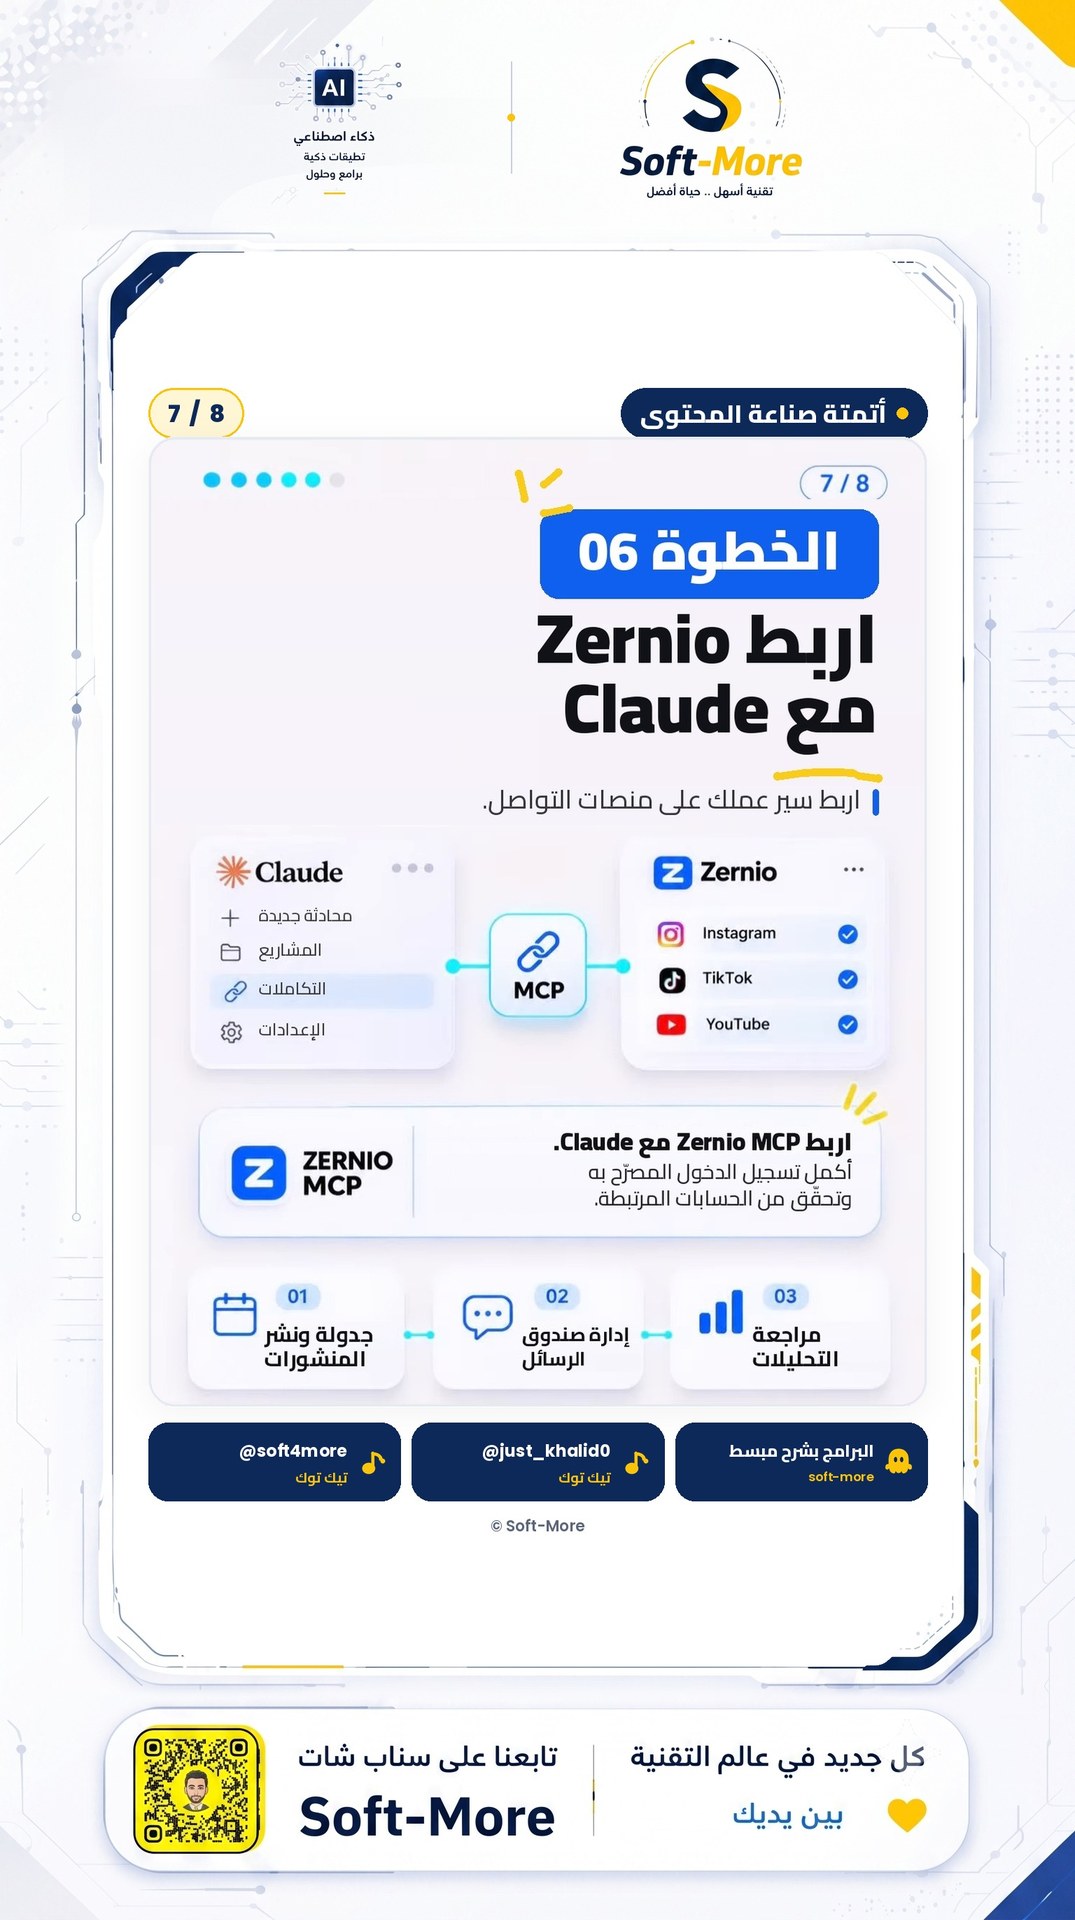 Soft-More
تقنية أسهل .. حياة أفضل
AI
ذكاء اصطناعي
تطبيقات ذكية
برامج وحلول
أتمتة صناعة المحتوى
7 / 8
7 / 8
الخطوة 06
اربط Zernio
مع Claude
اربط سير عملك على منصات التواصل.
Zernio
Instagram
TikTok
YouTube
MCP
Claude
محادثة جديدة
المشاريع
التكاملات
الإعدادات
اربط Zernio MCP مع Claude.
أكمل تسجيل الدخول المصرّح به
وتحقّق من الحسابات المرتبطة.
ZERNIO
MCP
01
جدولة ونشر
المنشورات
02
إدارة صندوق
الرسائل
03
مراجعة
التحليلات
البرامج بشرح مبسط
soft-more
@just_khalid0
تيك توك
@soft4more
تيك توك
© Soft-More
كل جديد في عالم التقنية
بين يديك
تابعنا على سناب شات
Soft-More